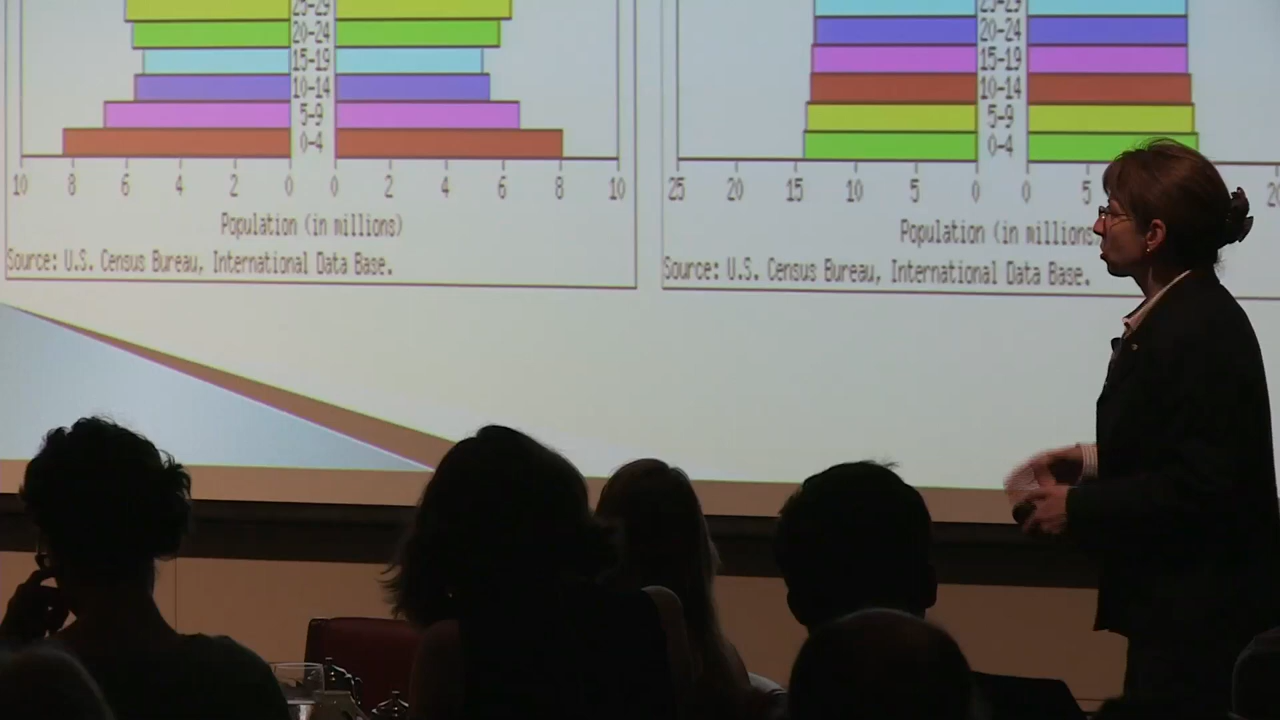 25-29
20-24
15-19
10-14
5-9
0-4
10 8 6 4 2 0 0 2 4 6 8 10
Population (in millions)
Source: U.S. Census Bureau, International Data Base.
25-29
20-24
15-19
10-14
5-9
0-4
25 20 15 10 5 0 0 5
Population (in millions
Source: U.S. Census Bureau, International Data Base.